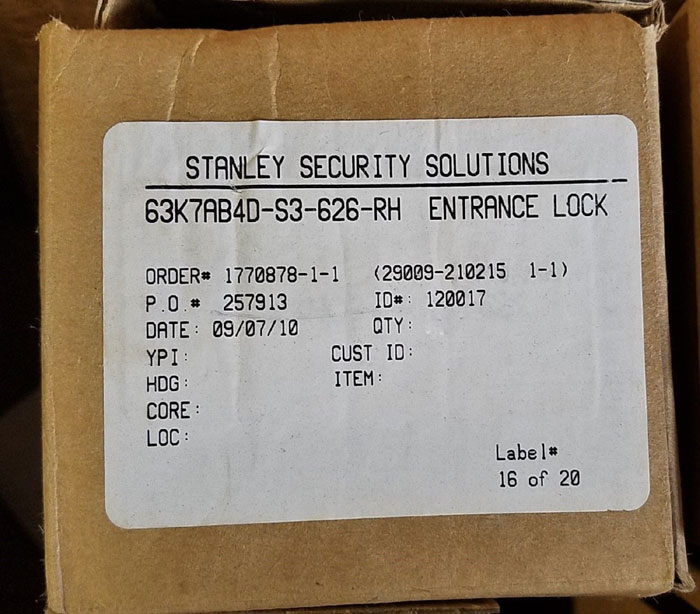 STANLEY SECURITY SOLUTIONS
63K7AB4D-S3-626-RH ENTRANCE LOCK
ORDER# 1770878-1-1 (29009-210215 1-1)
P.O.# 257913 ID#: 120017
DATE: 09/07/10 QTY:
YPI: CUST ID:
HDG: ITEM:
CORE:
LOC:
Label#
16 of 20